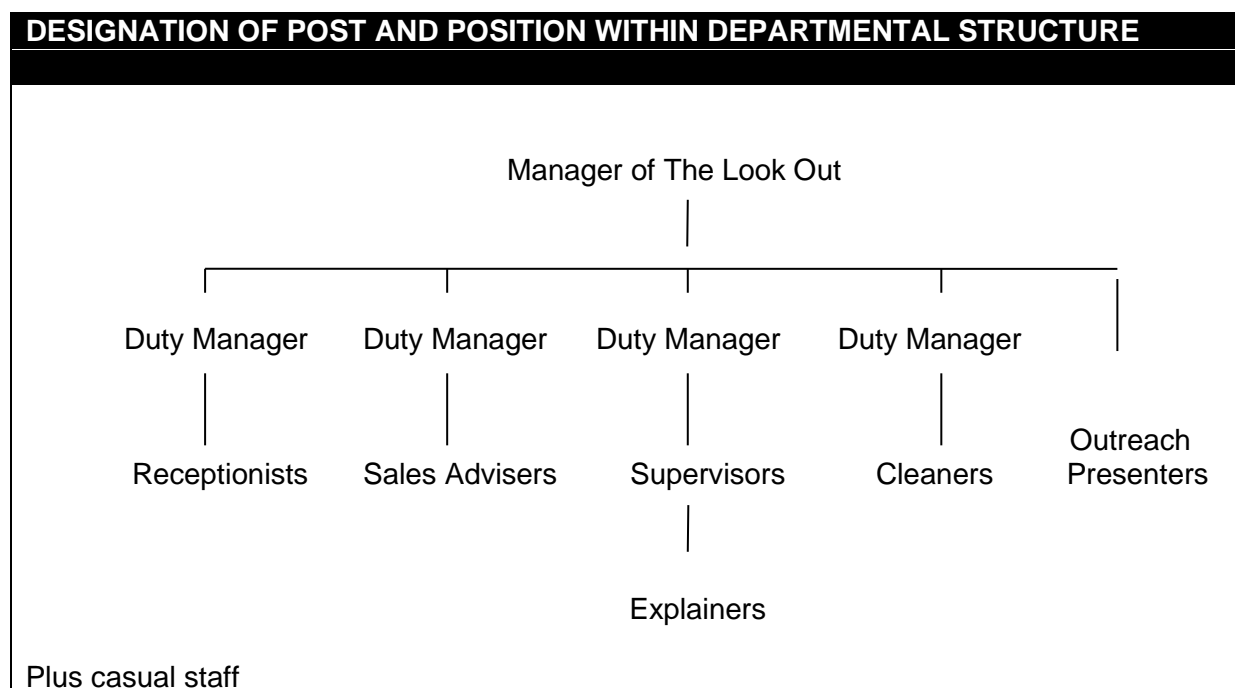 DESIGNATION OF POST AND POSITION WITHIN DEPARTMENTAL STRUCTURE
Manager of The Look Out
Duty Manager Duty Manager Duty Manager Duty Manager
Outreach
Receptionists Sales Advisers Supervisors Cleaners Presenters
Explainers
Plus casual staff